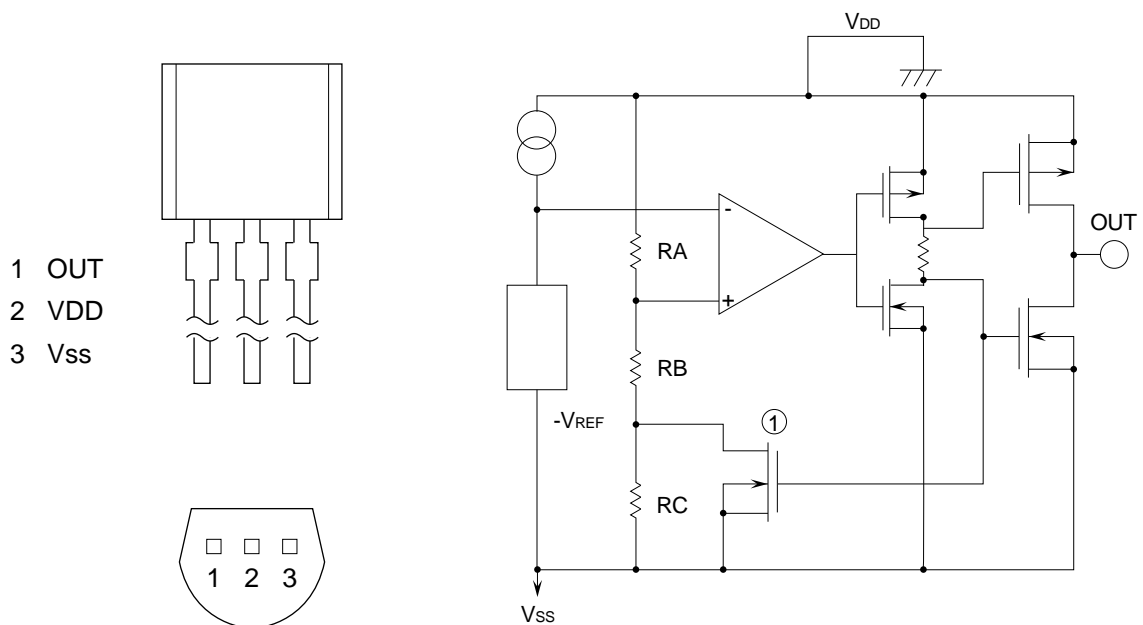 1 OUT
2 VDD
3 Vss
1 2 3
VDD
-
+
RA
RB
RC
-VREF
①
OUT
VSS